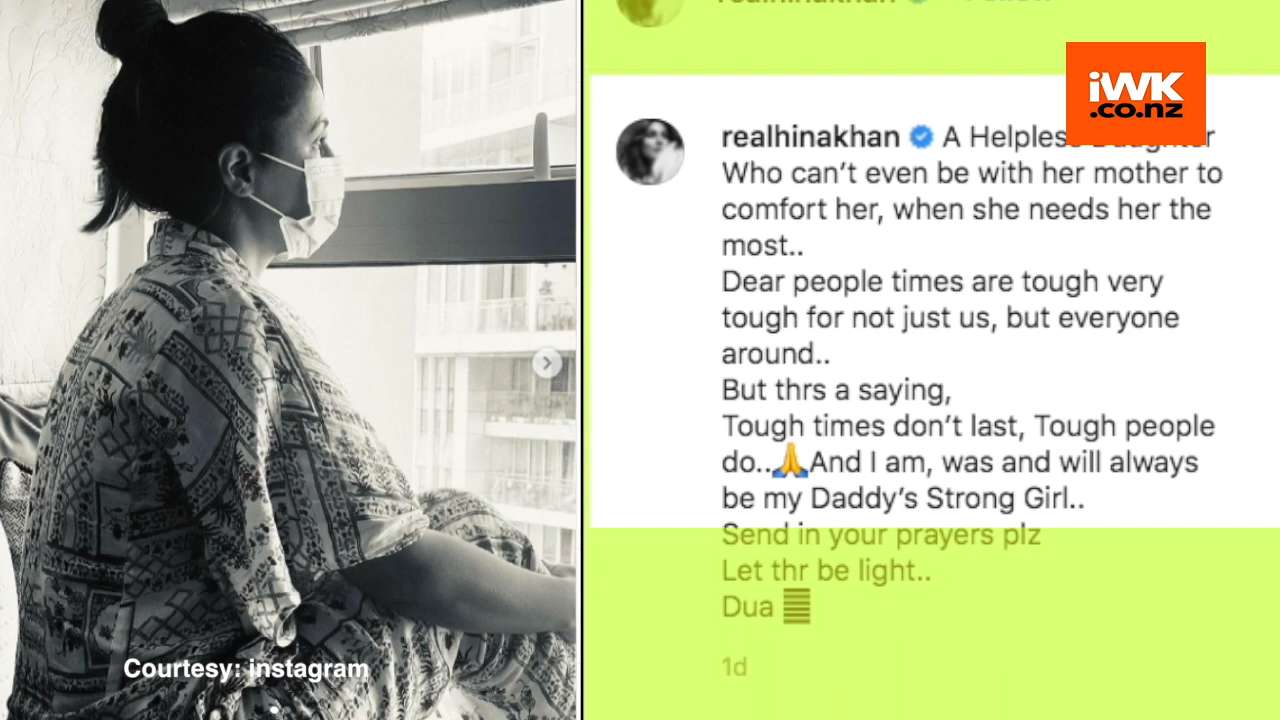 realhinakhan Follow
iWK
.co.nz
realhinakhan A Helpless Daughter
Who can't even be with her mother to
comfort her, when she needs her the
most..
Dear people times are tough very
tough for not just us, but everyone
around..
But thrs a saying,
Tough times don't last, Tough people
do..🙏And I am, was and will always
be my Daddy's Strong Girl..
Send in your prayers plz
Let thr be light..
Dua
1d
Courtesy: instagram